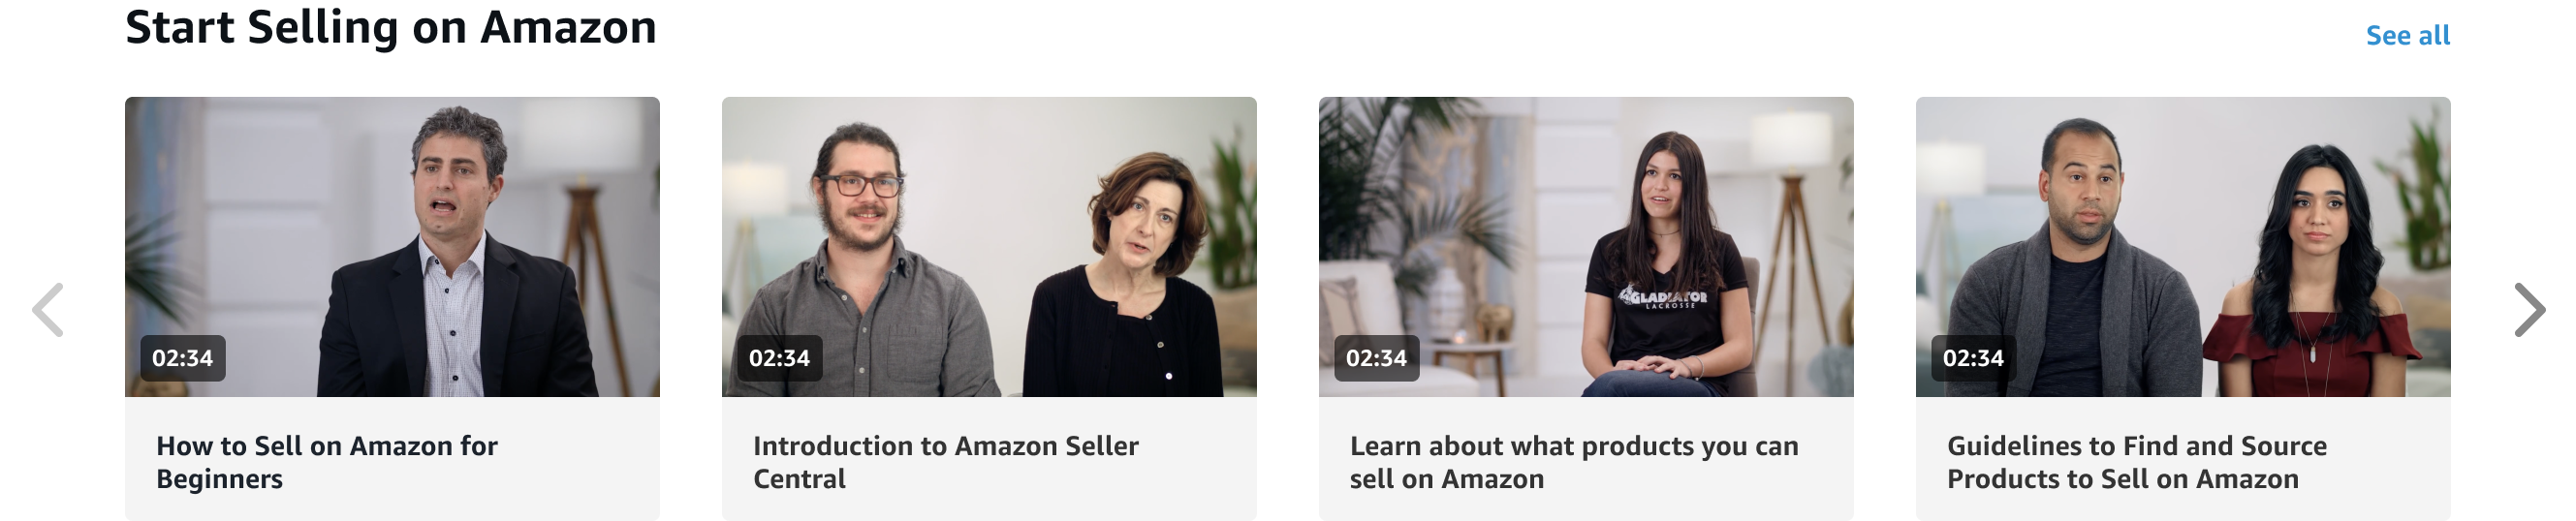 Start Selling on Amazon
See all
GLADIATOR
LACROSSE
02:34
02:34
02:34
02:34
How to Sell on Amazon for
Beginners
Introduction to Amazon Seller
Central
Learn about what products you can
sell on Amazon
Guidelines to Find and Source
Products to Sell on Amazon